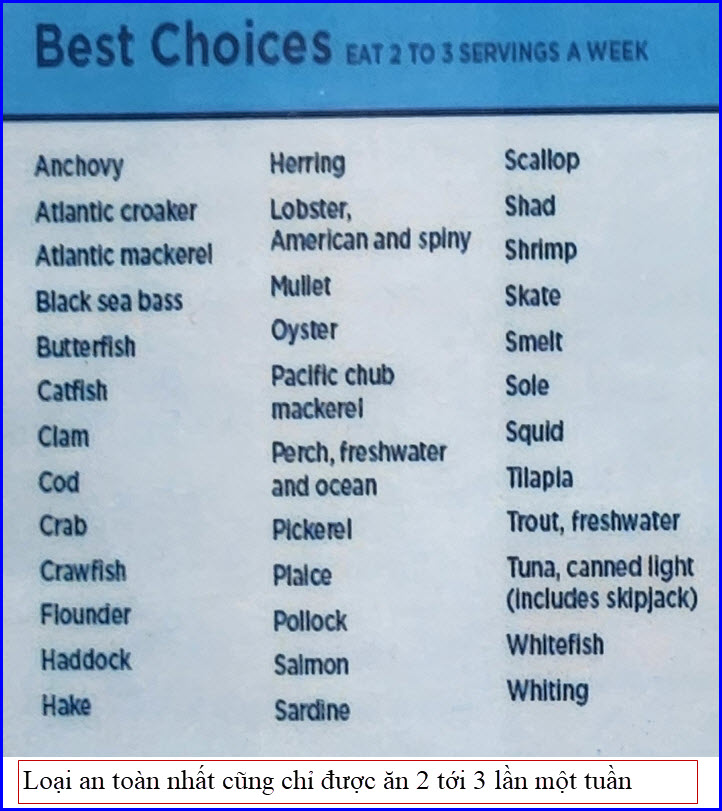 Best Choices EAT 2 TO 3 SERVINGS A WEEK
Anchovy
Atlantic croaker
Atlantic mackerel
Black sea bass
Butterfish
Catfish
Clam
Cod
Crab
Crawfish
Flounder
Haddock
Hake
Herring
Lobster,
American and spiny
Mullet
Oyster
Pacific chub
mackerel
Perch, freshwater
and ocean
Pickerel
Plaice
Pollock
Salmon
Sardine
Scallop
Shad
Shrimp
Skate
Smelt
Sole
Squid
Tilapia
Trout, freshwater
Tuna, canned light
(includes skipjack)
Whitefish
Whiting
Loại an toàn nhất cũng chỉ được ăn 2 tới 3 lần một tuần